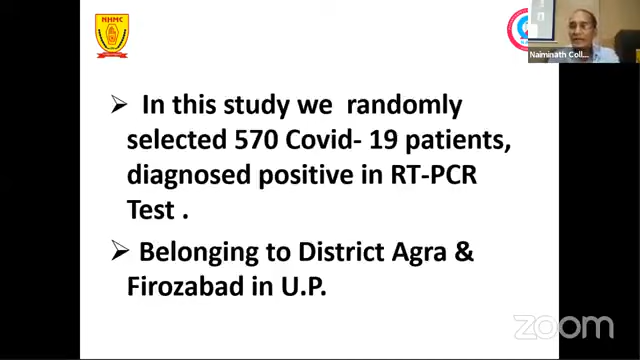 NHMC
Naiminath Coll...
➢ In this study we randomly
selected 570 Covid- 19 patients,
diagnosed positive in RT-PCR
Test .
➢ Belonging to District Agra &
Firozabad in U.P.
zoom